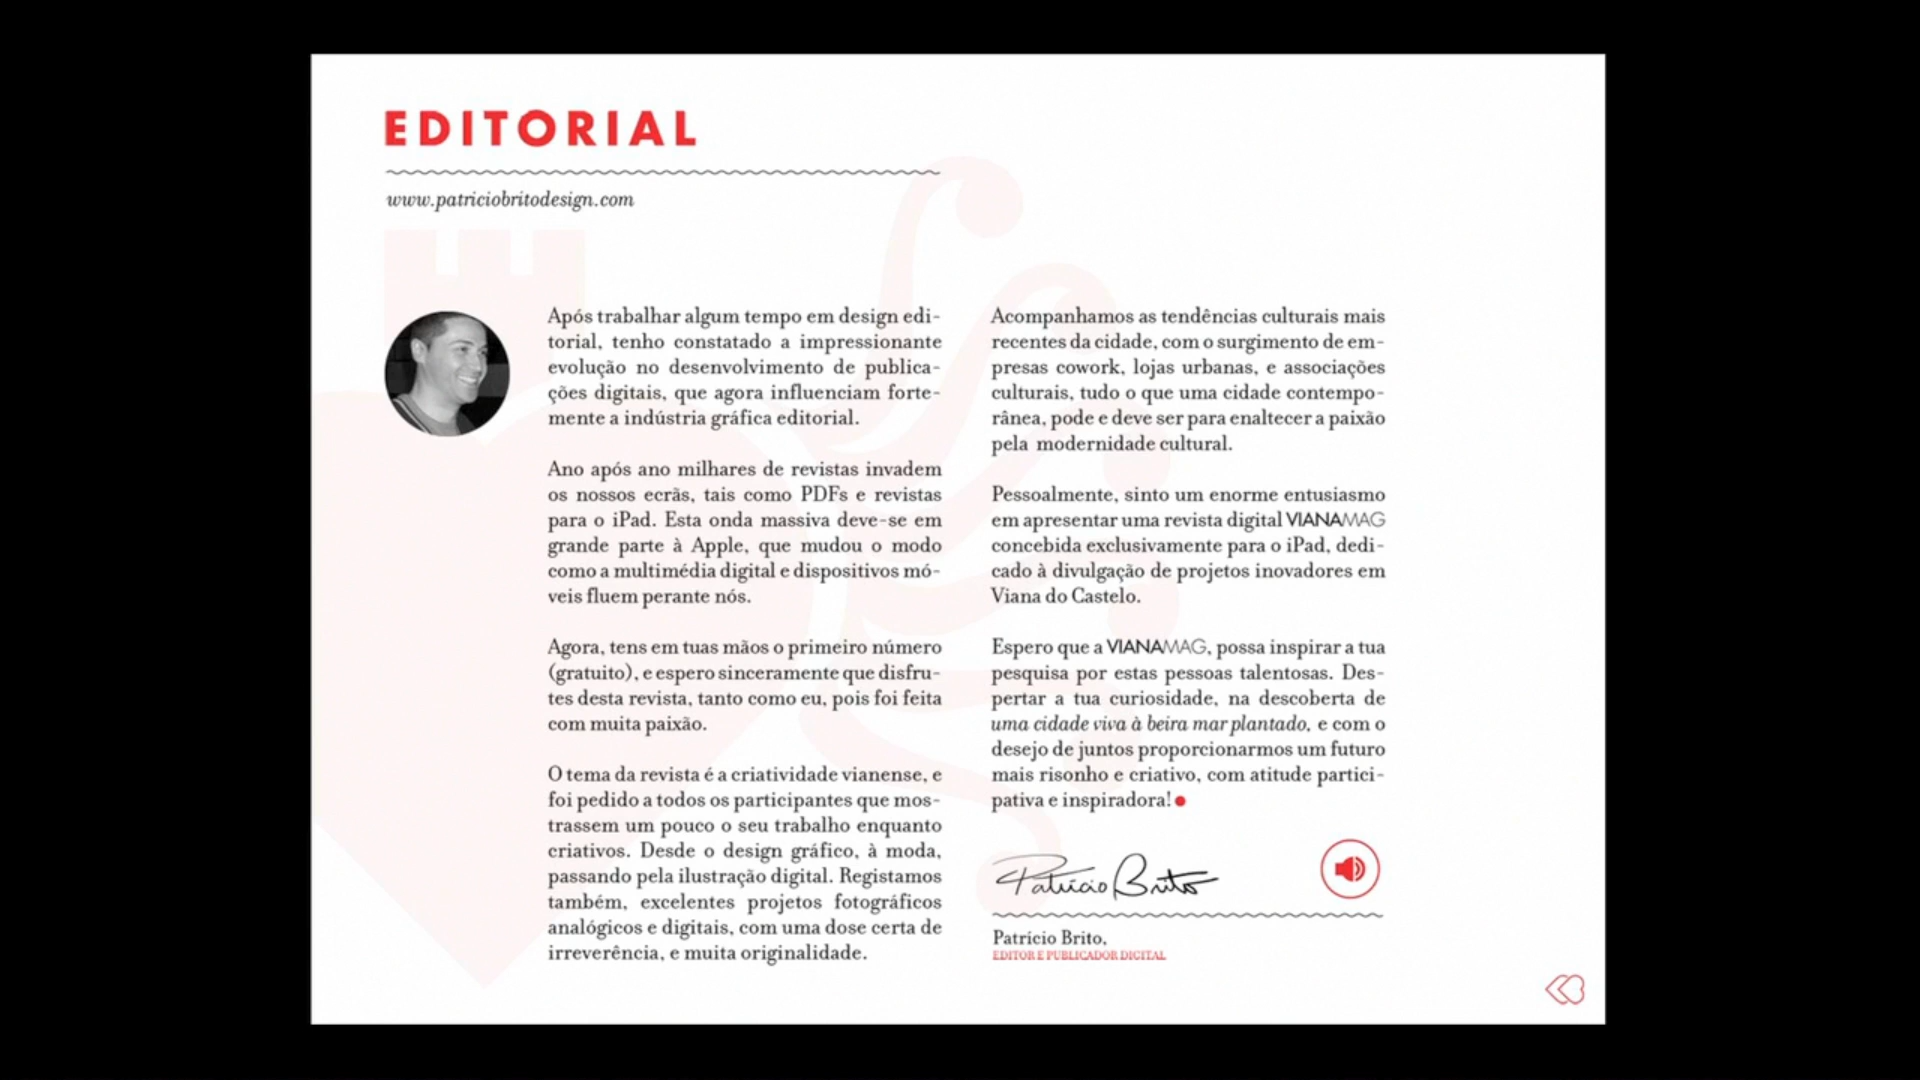 EDITORIAL
www.patriciobritodesign.com
Após trabalhar algum tempo em design edi-
torial, tenho constatado a impressionante
evolução no desenvolvimento de publica-
ções digitais, que agora influenciam forte-
mente a indústria gráfica editorial.
Ano após ano milhares de revistas invadem
os nossos ecrãs, tais como PDFs e revistas
para o iPad. Esta onda massiva deve-se em
grande parte à Apple, que mudou o modo
como a multimédia digital e dispositivos mó-
veis fluem perante nós.
Agora, tens em tuas mãos o primeiro número
(gratuito), e espero sinceramente que disfru-
tes desta revista, tanto como eu, pois foi feita
com muita paixão.
O tema da revista é a criatividade vianense, e
foi pedido a todos os participantes que mos-
trassem um pouco o seu trabalho enquanto
criativos. Desde o design gráfico, à moda,
passando pela ilustração digital. Registamos
também, excelentes projetos fotográficos
analógicos e digitais, com uma dose certa de
irreverência, e muita originalidade.
Acompanhamos as tendências culturais mais
recentes da cidade, com o surgimento de em-
presas cowork, lojas urbanas, e associações
culturais, tudo o que uma cidade contempo-
rânea, pode e deve ser para enaltecer a paixão
pela modernidade cultural.
Pessoalmente, sinto um enorme entusiasmo
em apresentar uma revista digital VIANAMAG
concebida exclusivamente para o iPad, dedi-
cado à divulgação de projetos inovadores em
Viana do Castelo.
Espero que a VIANAMAG, possa inspirar a tua
pesquisa por estas pessoas talentosas. Des-
pertar a tua curiosidade, na descoberta de
uma cidade viva à beira mar plantado, e com o
desejo de juntos proporcionarmos um futuro
mais risonho e criativo, com atitude partici-
pativa e inspiradora!
Patrício Brito
Patrício Brito,
EDITOR E PUBLICADOR DIGITAL